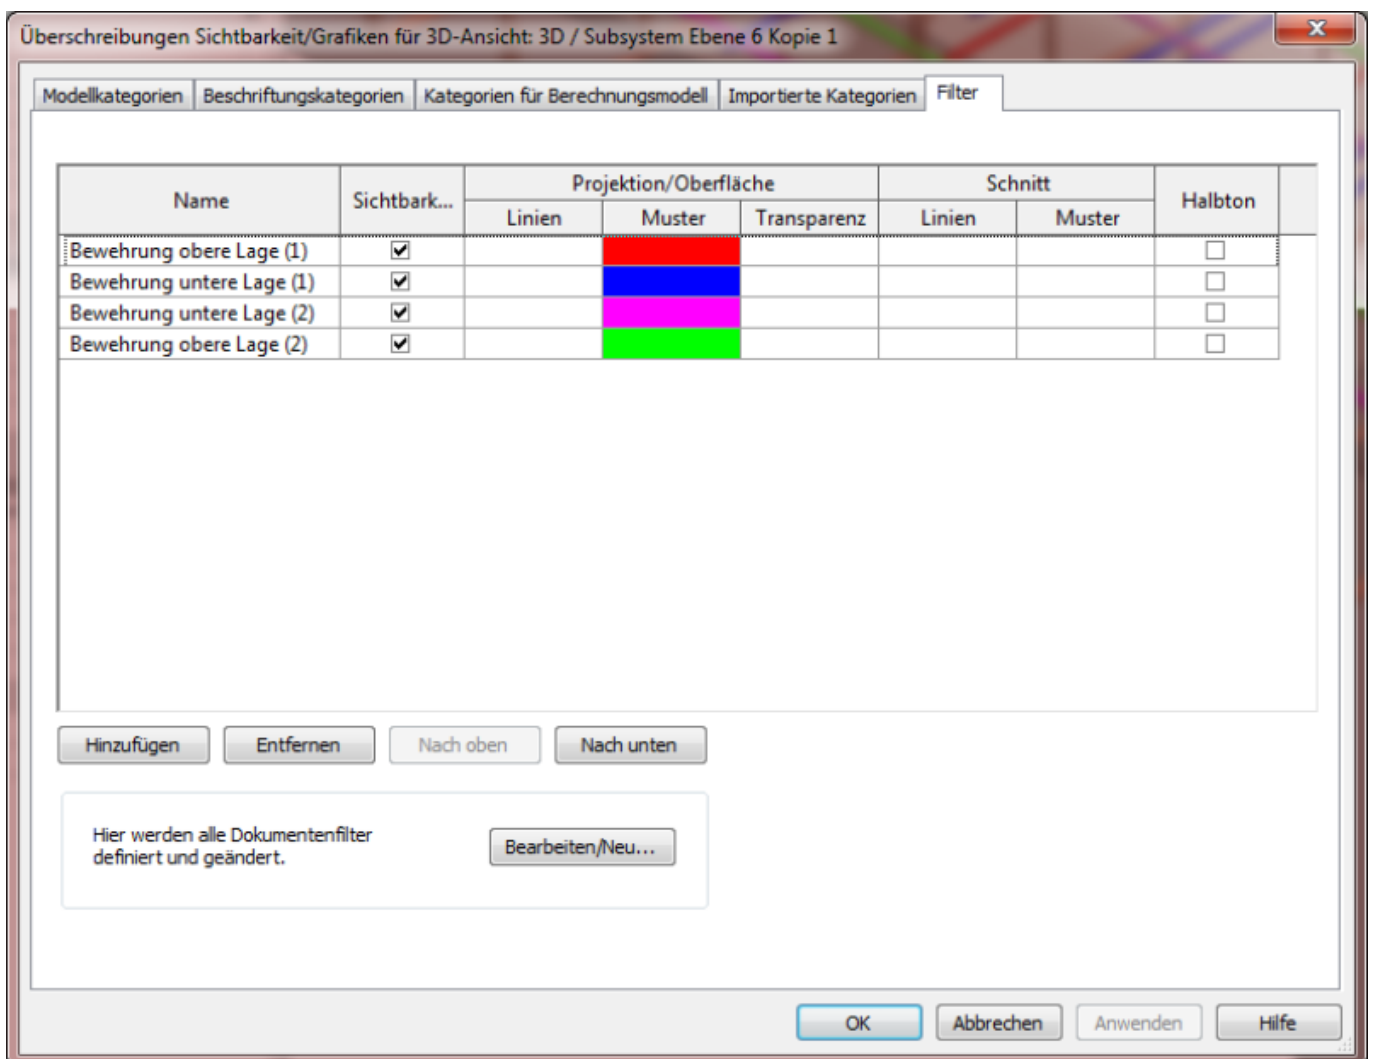 Überschreibungen Sichtbarkeit/Grafiken für 3D-Ansicht: 3D / Subsystem Ebene 6 Kopie 1
Modellkategorien Beschriftungskategorien Kategorien für Berechnungsmodell Importierte Kategorien Filter
Name Sichtbark... Projektion/Oberfläche Schnitt Halbton
Linien Muster Transparenz Linien Muster
Bewehrung obere Lage (1)
Bewehrung untere Lage (1)
Bewehrung untere Lage (2)
Bewehrung obere Lage (2)
Hinzufügen Entfernen Nach oben Nach unten
Hier werden alle Dokumentenfilter
definiert und geändert.
Bearbeiten/Neu...
OK Abbrechen Anwenden Hilfe